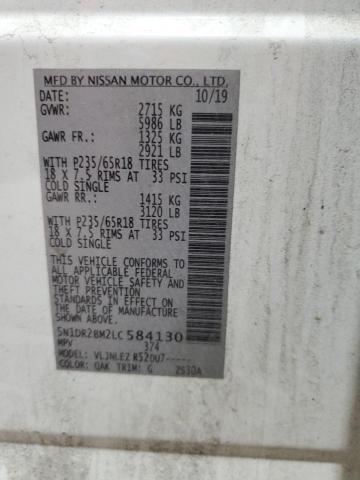 MFD BY NISSAN MOTOR CO., LTD,
DATE: 10/19
GVWR: 2715 KG
5986 LB
GAWR FR.: 1325 KG
2921 LB
WITH P235/65R18 TIRES
18 X 7.5 RIMS AT 33 PSI
COLD SINGLE
GAWR RR.: 1415 KG
3120 LB
WITH P235/65R18 TIRES
18 X 7.5 RIMS AT 33 PSI
COLD SINGLE
THIS VEHICLE CONFORMS TO
ALL APPLICABLE FEDERAL
MOTOR VEHICLE SAFETY
AND THEFT PREVENTION
STANDARDS IN EFFECT ON
THE DATE OF MANUFACTURE
SHOWN ABOVE.
5N1DR2BM2LC584130
MPV 374
MODEL: VLJNLEZ R52DU7-----
COLOR: QAK TRIM: G 2S30A